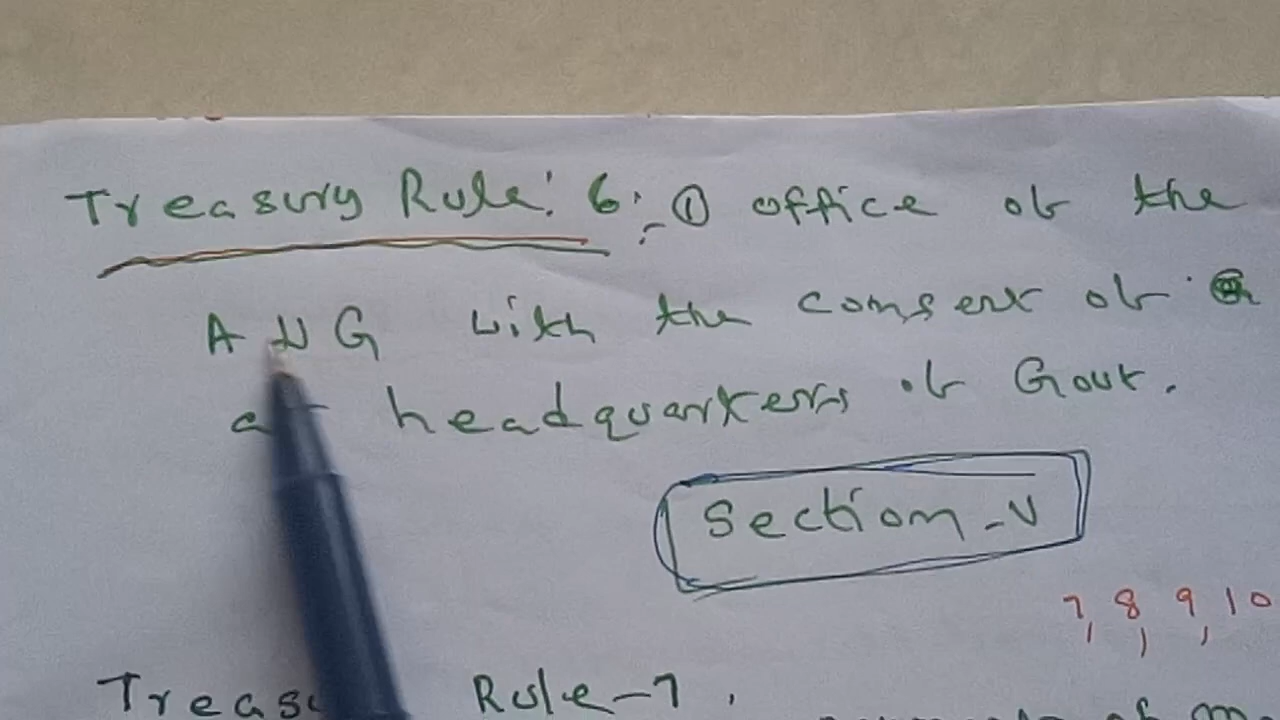 Treasury Rule: 6:- ① office of the
A N G with the consent of
headquarters of Govt.
Section-V
7, 8, 9, 10
Rule-7.